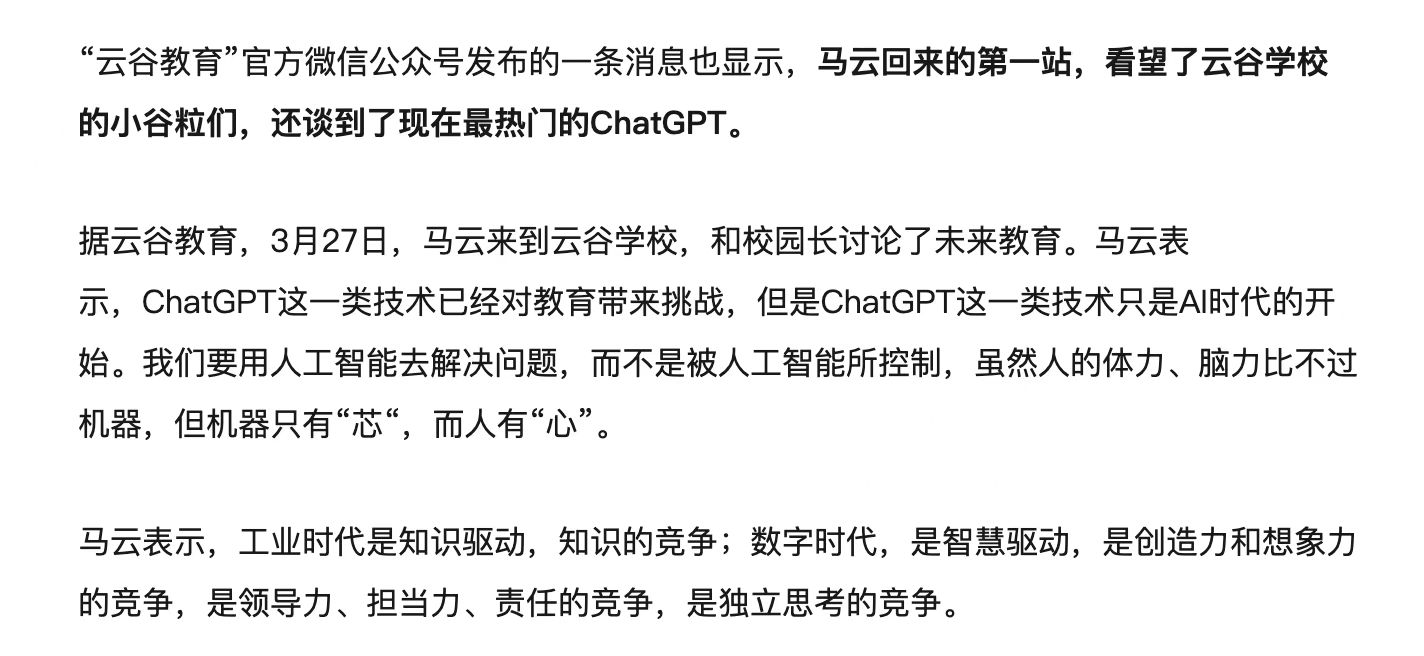 “云谷教育”官方微信公众号发布的一条消息也显示，马云回来的第一站，看望了云谷学校
的小谷粒们，还谈到了现在最热门的ChatGPT。
据云谷教育，3月27日，马云来到云谷学校，和校园长讨论了未来教育。马云表
示，ChatGPT这一类技术已经对教育带来挑战，但是ChatGPT这一类技术只是AI时代的开
始。我们要用人工智能去解决问题，而不是被人工智能所控制，虽然人的体力、脑力比不过
机器，但机器只有“芯“，而人有“心”。
马云表示，工业时代是知识驱动，知识的竞争；数字时代，是智慧驱动，是创造力和想象力
的竞争，是领导力、担当力、责任的竞争，是独立思考的竞争。